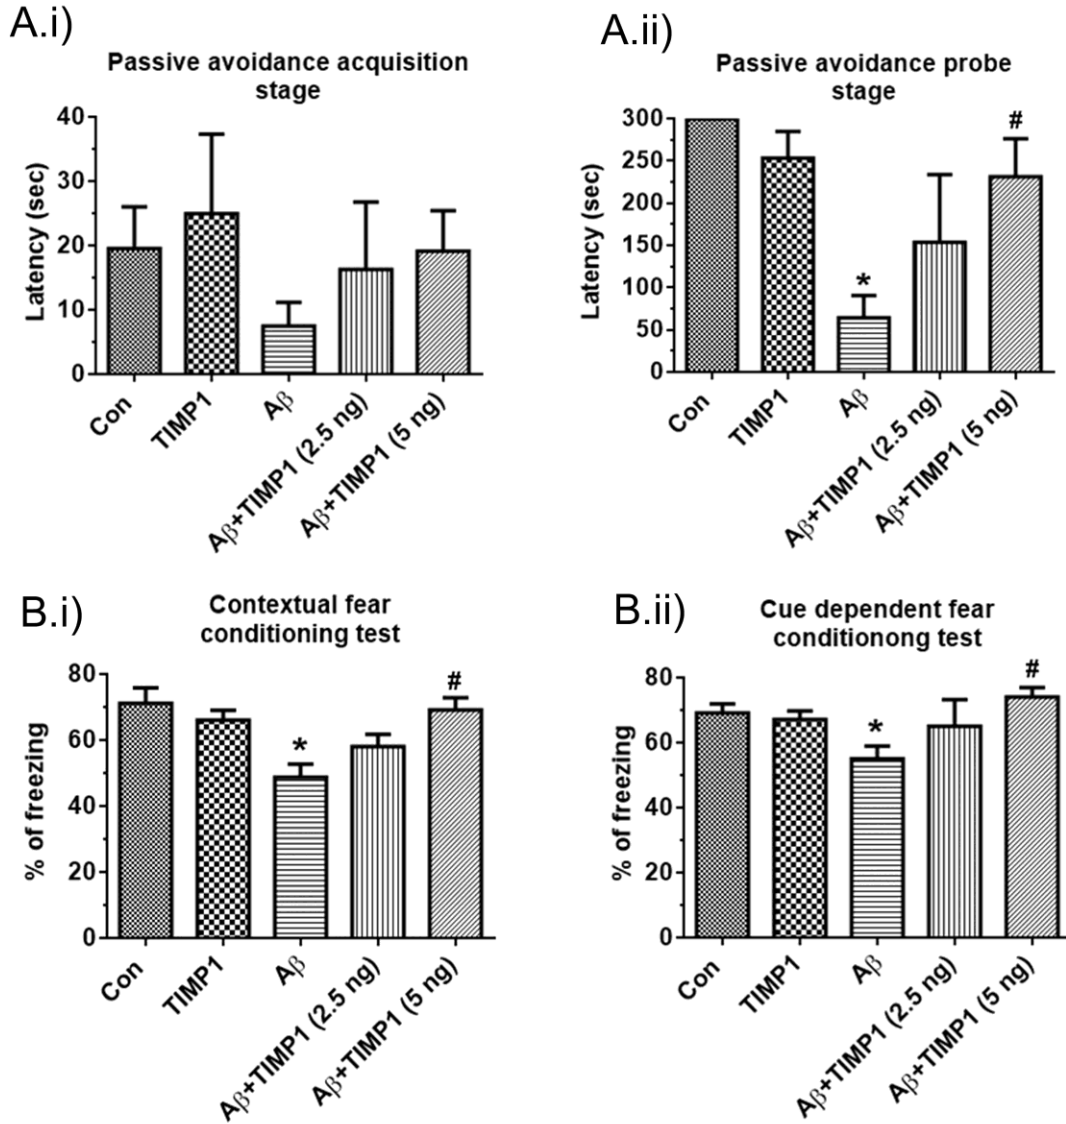 A.i)
Passive avoidance acquisition
stage
Latency (sec)
40
30
20
10
0
Con
TIMP1
Aβ
Aβ+TIMP1 (2.5 ng)
Aβ+TIMP1 (5 ng)
A.ii)
Passive avoidance probe
stage
Latency (sec)
300
250
200
150
100
50
0
*
#
Con
TIMP1
Aβ
Aβ+TIMP1 (2.5 ng)
Aβ+TIMP1 (5 ng)
B.i)
Contextual fear
conditioning test
% of freezing
80
60
40
20
0
*
#
Con
TIMP1
Aβ
Aβ+TIMP1 (2.5 ng)
Aβ+TIMP1 (5 ng)
B.ii)
Cue dependent fear
conditionong test
% of freezing
80
60
40
20
0
*
#
Con
TIMP1
Aβ
Aβ+TIMP1 (2.5 ng)
Aβ+TIMP1 (5 ng)